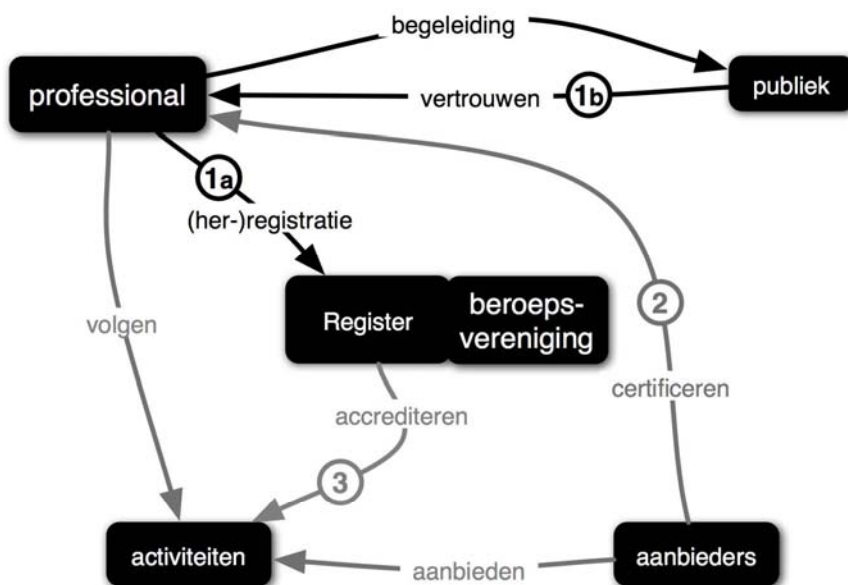 begeleiding
professional
publiek
vertrouwen
1b
1a
(her-)registratie
Register
beroeps-
vereniging
2
volgen
certificeren
accrediteren
3
activiteiten
aanbieden
aanbieders